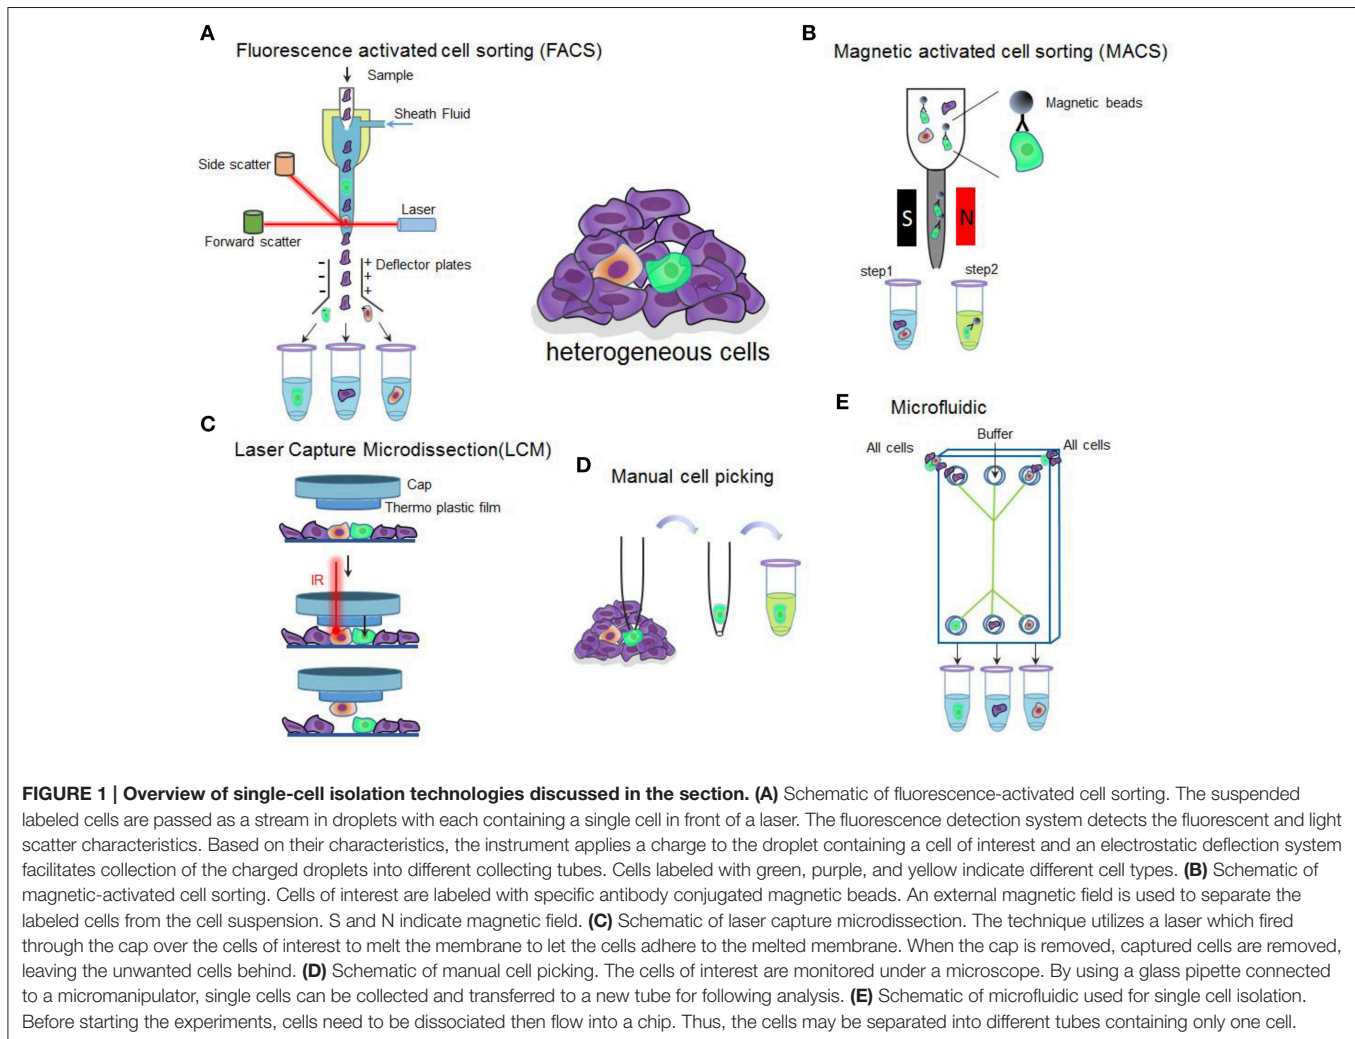 A
Fluorescence activated cell sorting (FACS)
Sample
Sheath Fluid
Side scatter
Laser
Forward scatter
Deflector plates
– +
– +
– +
B
Magnetic activated cell sorting (MACS)
Magnetic beads
S N
step1 step2
heterogeneous cells
C
Laser Capture Microdissection(LCM)
Cap
Thermo plastic film
IR
D
Manual cell picking
E
Microfluidic
Buffer
All cells All cells
FIGURE 1 | Overview of single-cell isolation technologies discussed in the section. (A) Schematic of fluorescence-activated cell sorting. The suspended
labeled cells are passed as a stream in droplets with each containing a single cell in front of a laser. The fluorescence detection system detects the fluorescent and light
scatter characteristics. Based on their characteristics, the instrument applies a charge to the droplet containing a cell of interest and an electrostatic deflection system
facilitates collection of the charged droplets into different collecting tubes. Cells labeled with green, purple, and yellow indicate different cell types. (B) Schematic of
magnetic-activated cell sorting. Cells of interest are labeled with specific antibody conjugated magnetic beads. An external magnetic field is used to separate the
labeled cells from the cell suspension. S and N indicate magnetic field. (C) Schematic of laser capture microdissection. The technique utilizes a laser which fired
through the cap over the cells of interest to melt the membrane to let the cells adhere to the melted membrane. When the cap is removed, captured cells are removed,
leaving the unwanted cells behind. (D) Schematic of manual cell picking. The cells of interest are monitored under a microscope. By using a glass pipette connected
to a micromanipulator, single cells can be collected and transferred to a new tube for following analysis. (E) Schematic of microfluidic used for single cell isolation.
Before starting the experiments, cells need to be dissociated then flow into a chip. Thus, the cells may be separated into different tubes containing only one cell.